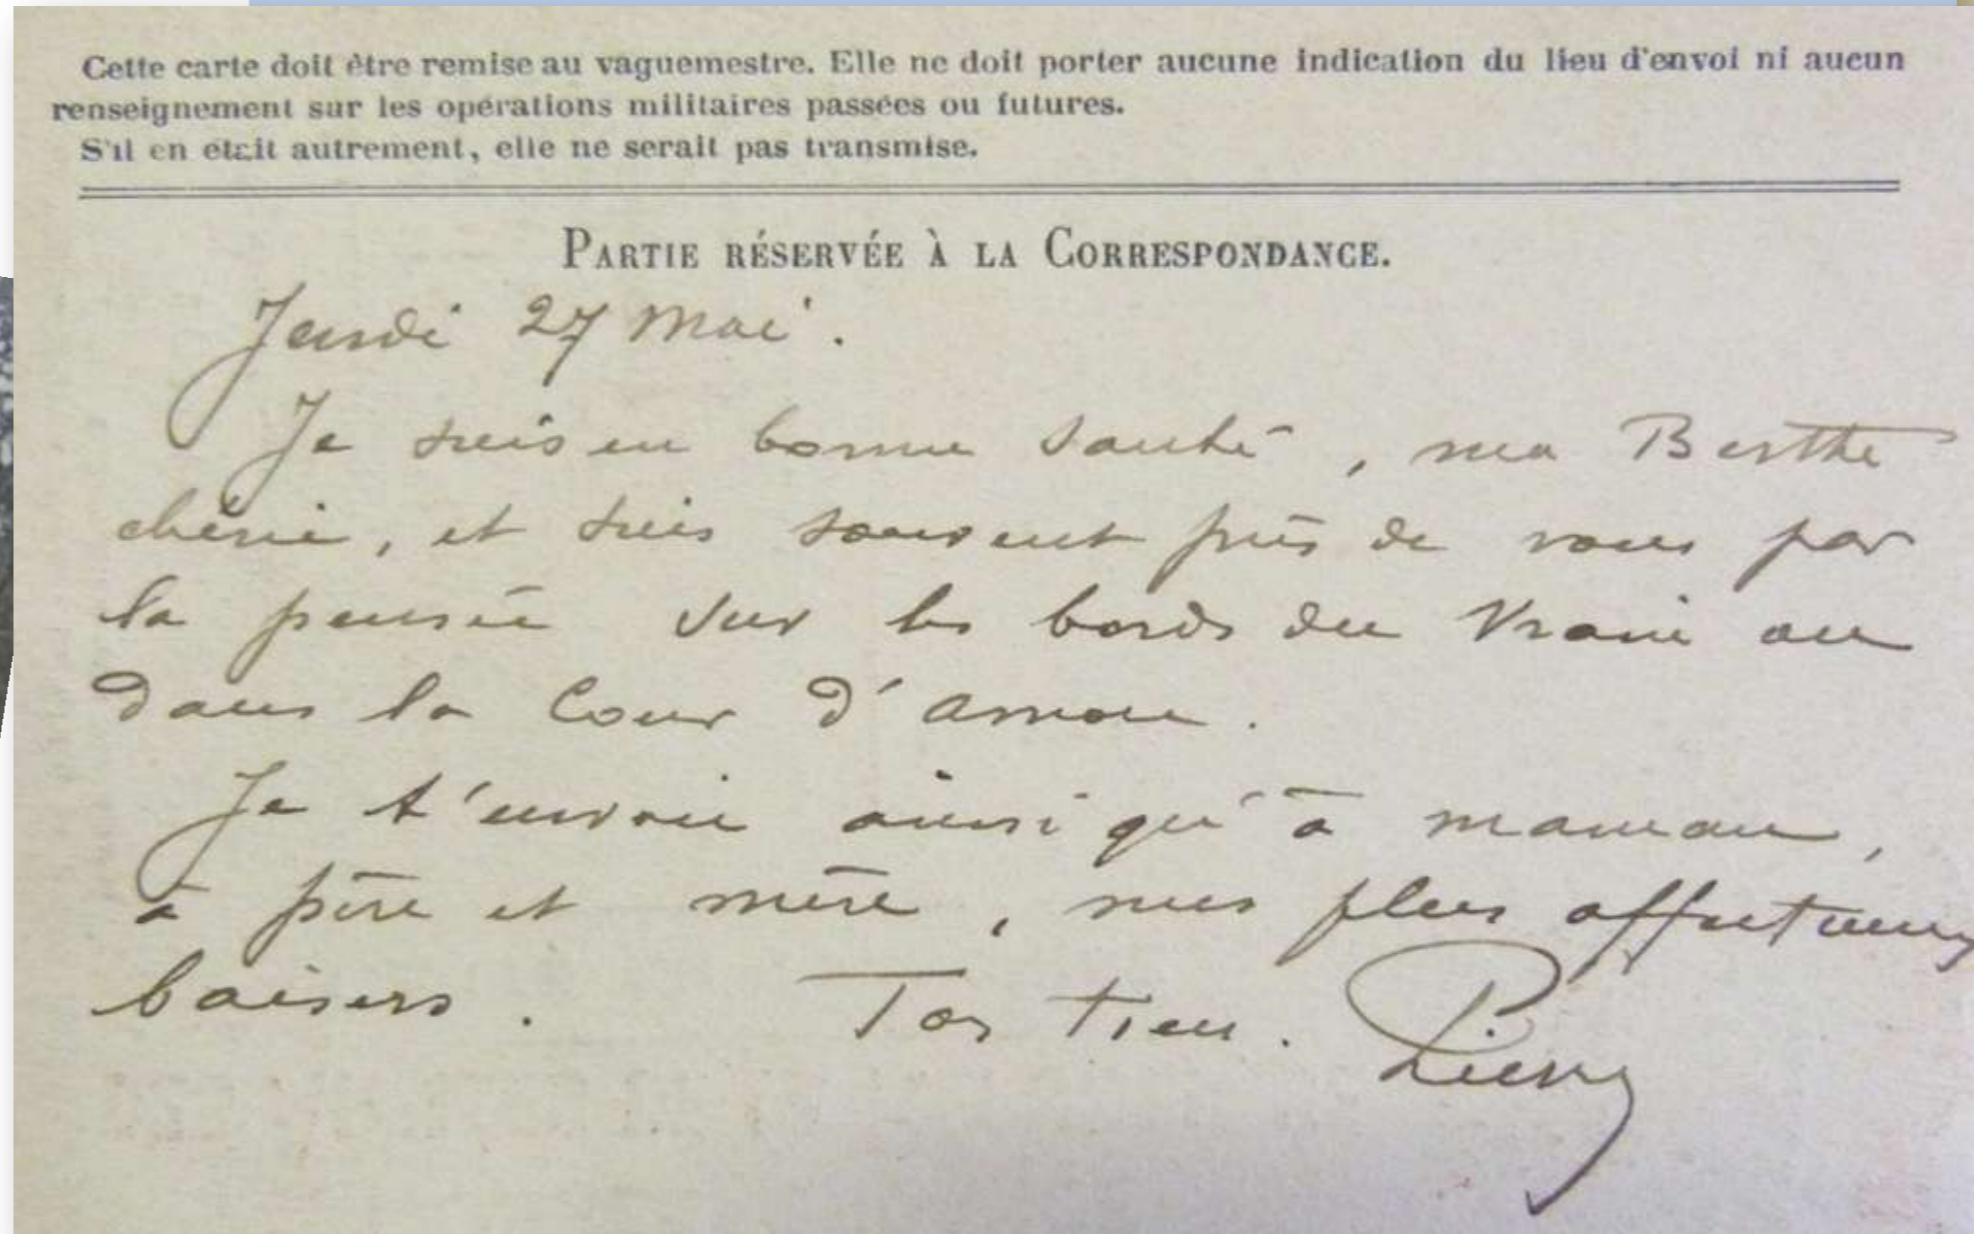 Cette carte doit être remise au vaguemestre. Elle ne doit porter aucune indication du lieu d'envoi ni aucun
renseignement sur les opérations militaires passées ou futures.
S'il en était autrement, elle ne serait pas transmise.
PARTIE RÉSERVÉE À LA CORRESPONDANCE.
Jeudi 27 Mai.
Je suis en bonne santé, ma Berthe
chérie, et suis souvent près de vous par
la pensée sur les bords du ou
dans la Cour d'amour.
Je t'envoie ainsi qu'à maman,
à père et mère, mes plus affectueux
baisers. Ton tien. Pierre